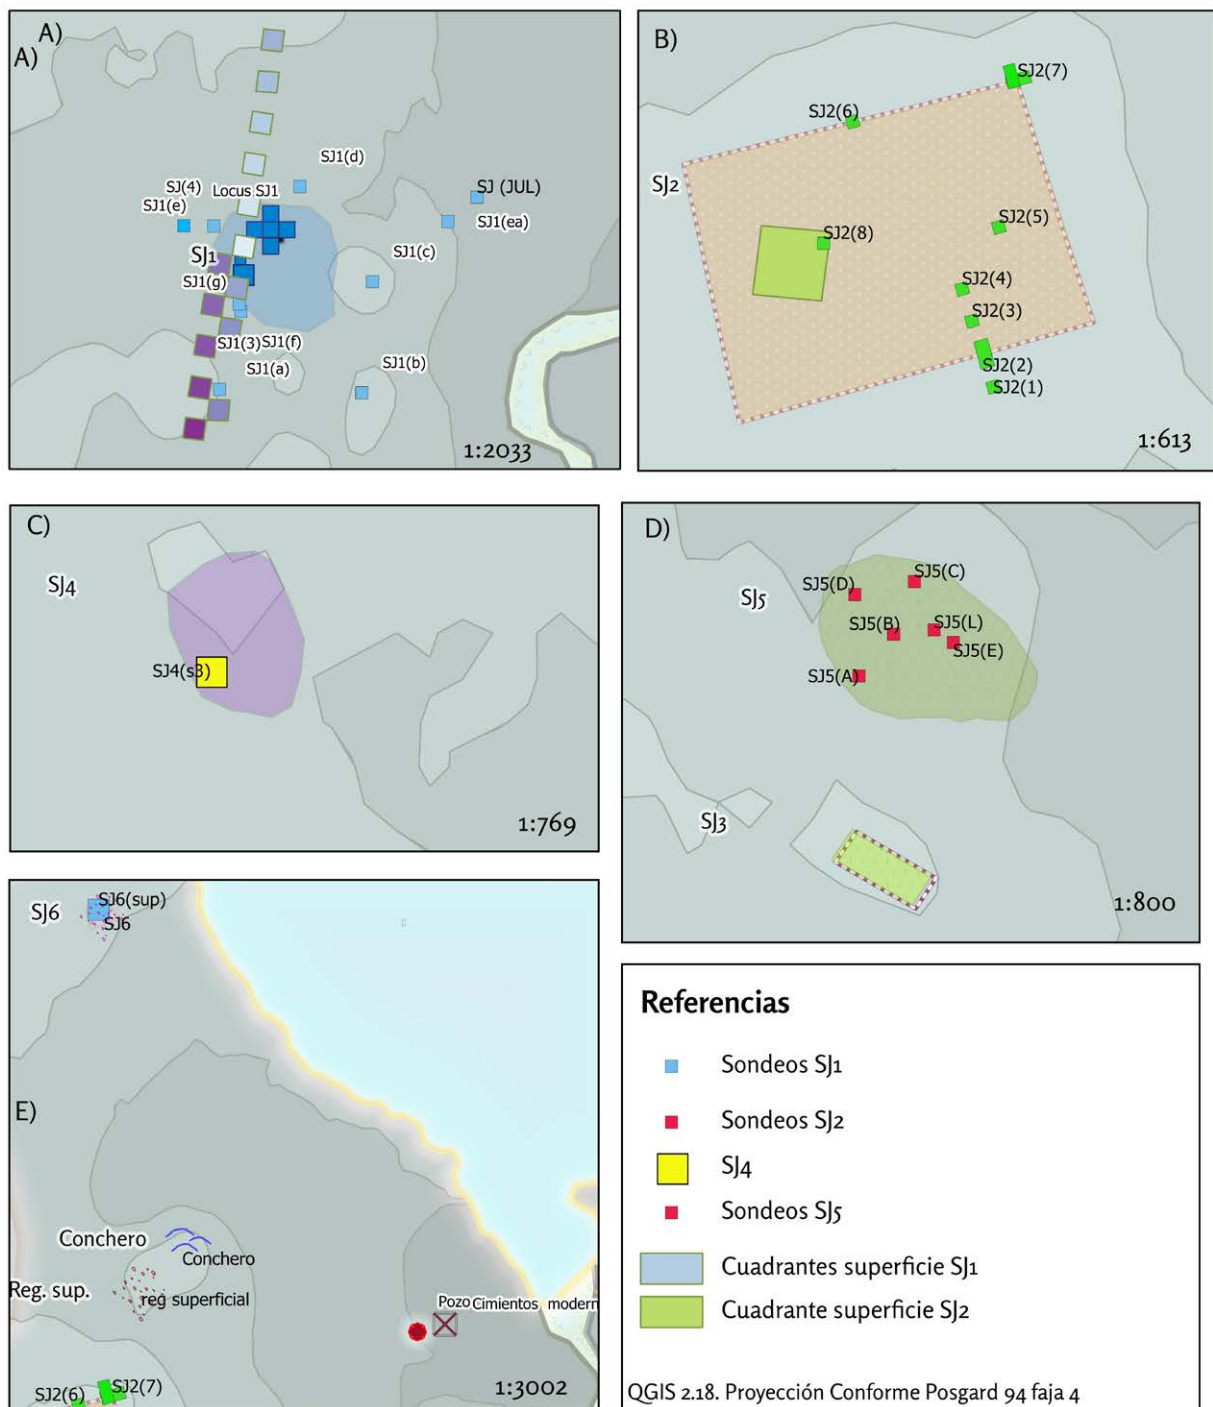 A)
A)
SJ1(d)
SJ(4)
Locus SJ1
SJ (JUL)
SJ1(e)
SJ1(ea)
SJ1
SJ1(c)
SJ1(g)
SJ1(3)
SJ1(f)
SJ1(a)
SJ1(b)
1:2033
B)
SJ2(7)
SJ2(6)
SJ2
SJ2(5)
SJ2(8)
SJ2(4)
SJ2(3)
SJ2(2)
SJ2(1)
1:613
C)
SJ4
SJ4(s3)
1:769
D)
SJ5(C)
SJ5(D)
SJ5
SJ5(B)
SJ5(L)
SJ5(E)
SJ5(A)
SJ3
1:800
SJ6
SJ6(sup)
SJ6
E)
Conchero
Conchero
Reg. sup.
reg superficial
Pozo
Cimientos modern
SJ2(6)
SJ2(7)
1:3002
Referencias
Sondeos SJ1
Sondeos SJ2
SJ4
Sondeos SJ5
Cuadrantes superficie SJ1
Cuadrante superficie SJ2
QGIS 2.18. Proyección Conforme Posgard 94 faja 4